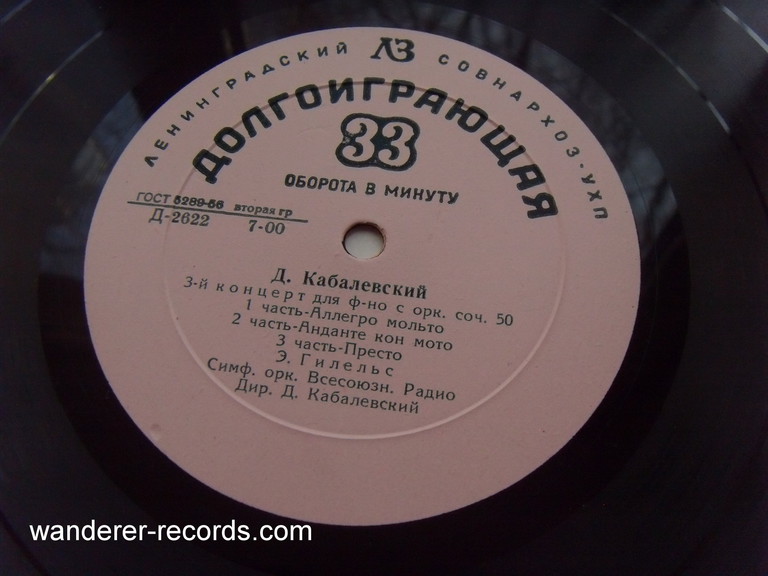 ЛЕНИНГРАДСКИЙ ЛЗ СОВНАРХОЗ·УХП
ДОЛГОИГРАЮЩАЯ
33
ОБОРОТА В МИНУТУ
ГОСТ 5289-56 вторая гр
Д-2622 7-00
Д. Кабалевский
3-й концерт для ф-но с орк. соч. 50
1 часть-Аллегро мольто
2 часть-Анданте кон мото
3 часть-Престо
Э. Гилельс
Симф. орк. Всесоюзн. Радио
Дир. Д. Кабалевский
wanderer-records.com